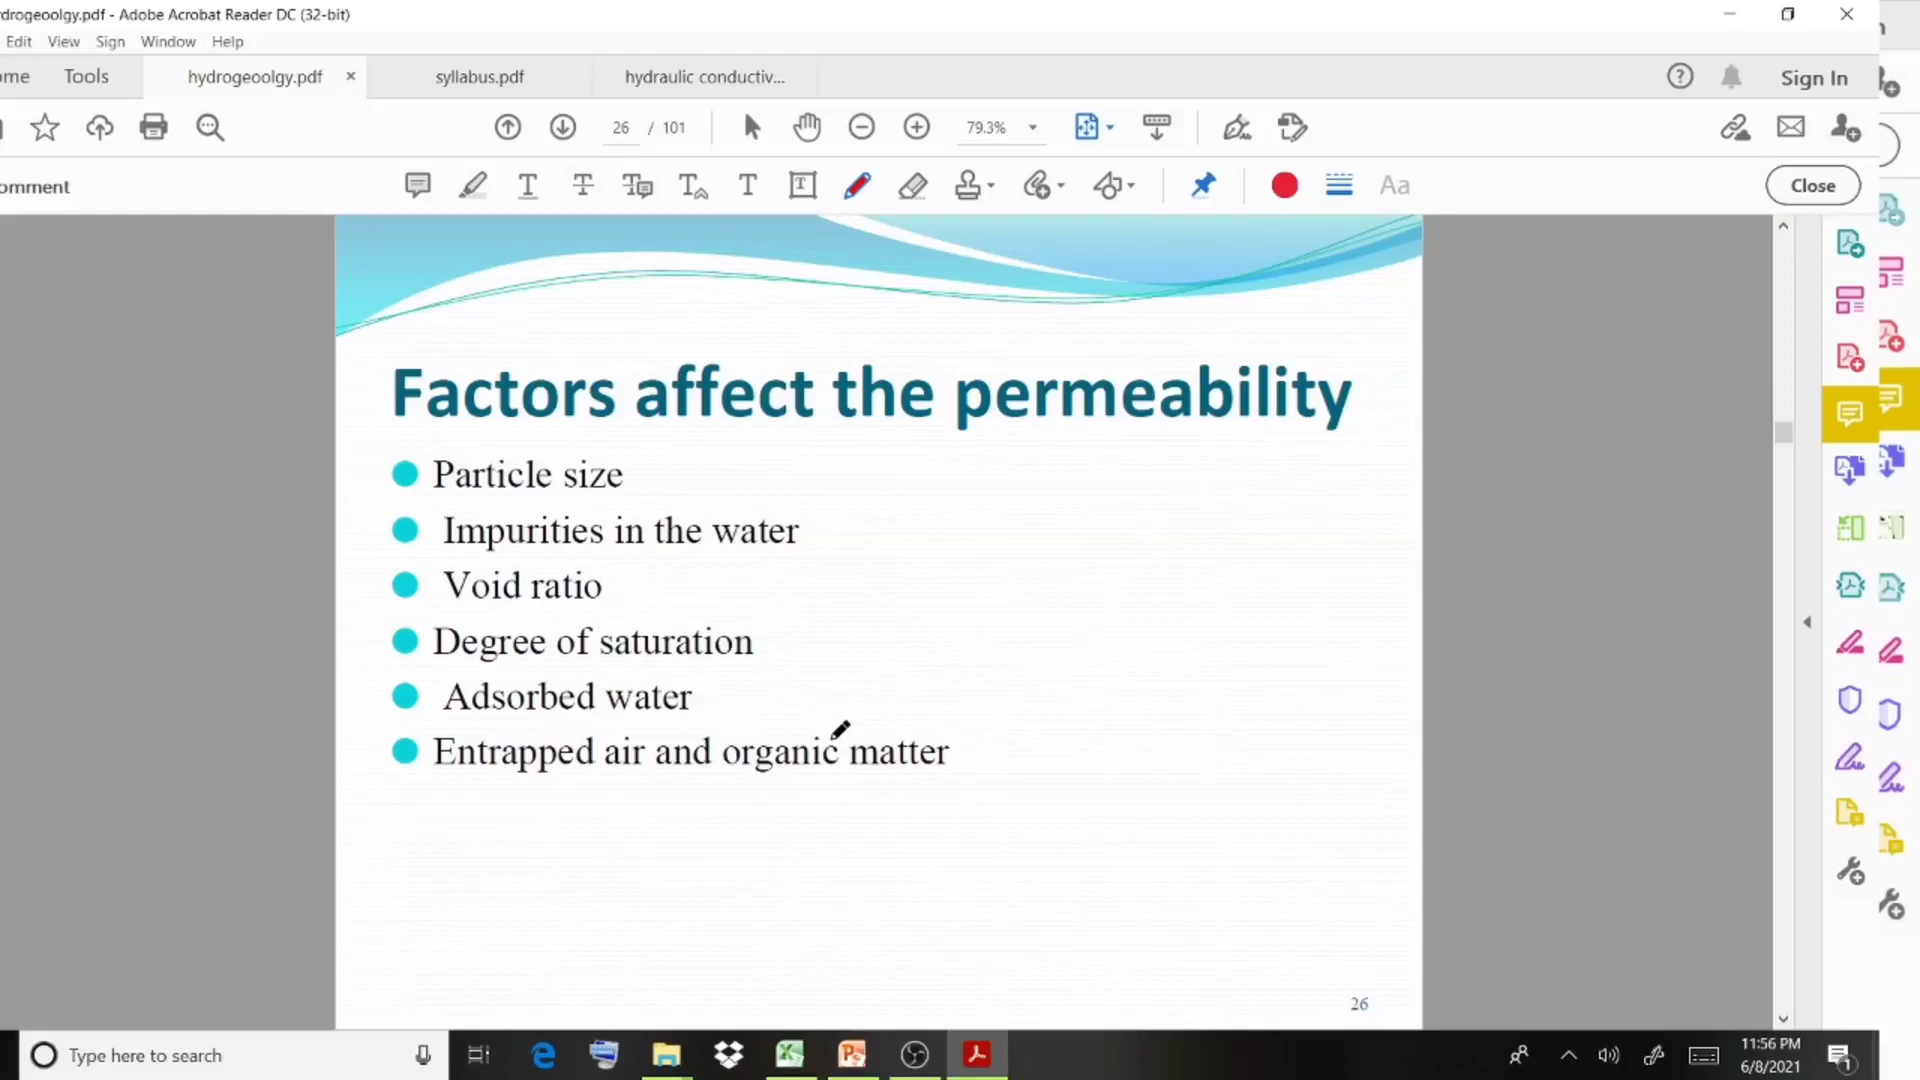 drogeoolgy.pdf - Adobe Acrobat Reader DC (32-bit)
Edit View Sign Window Help
ome Tools hydrogeoolgy.pdf syllabus.pdf hydraulic conductiv... Sign In
26 / 101 79.3%
omment Aa Close
Factors affect the permeability
Particle size
Impurities in the water
Void ratio
Degree of saturation
Adsorbed water
Entrapped air and organic matter
26
Type here to search
11:56 PM
6/8/2021
1